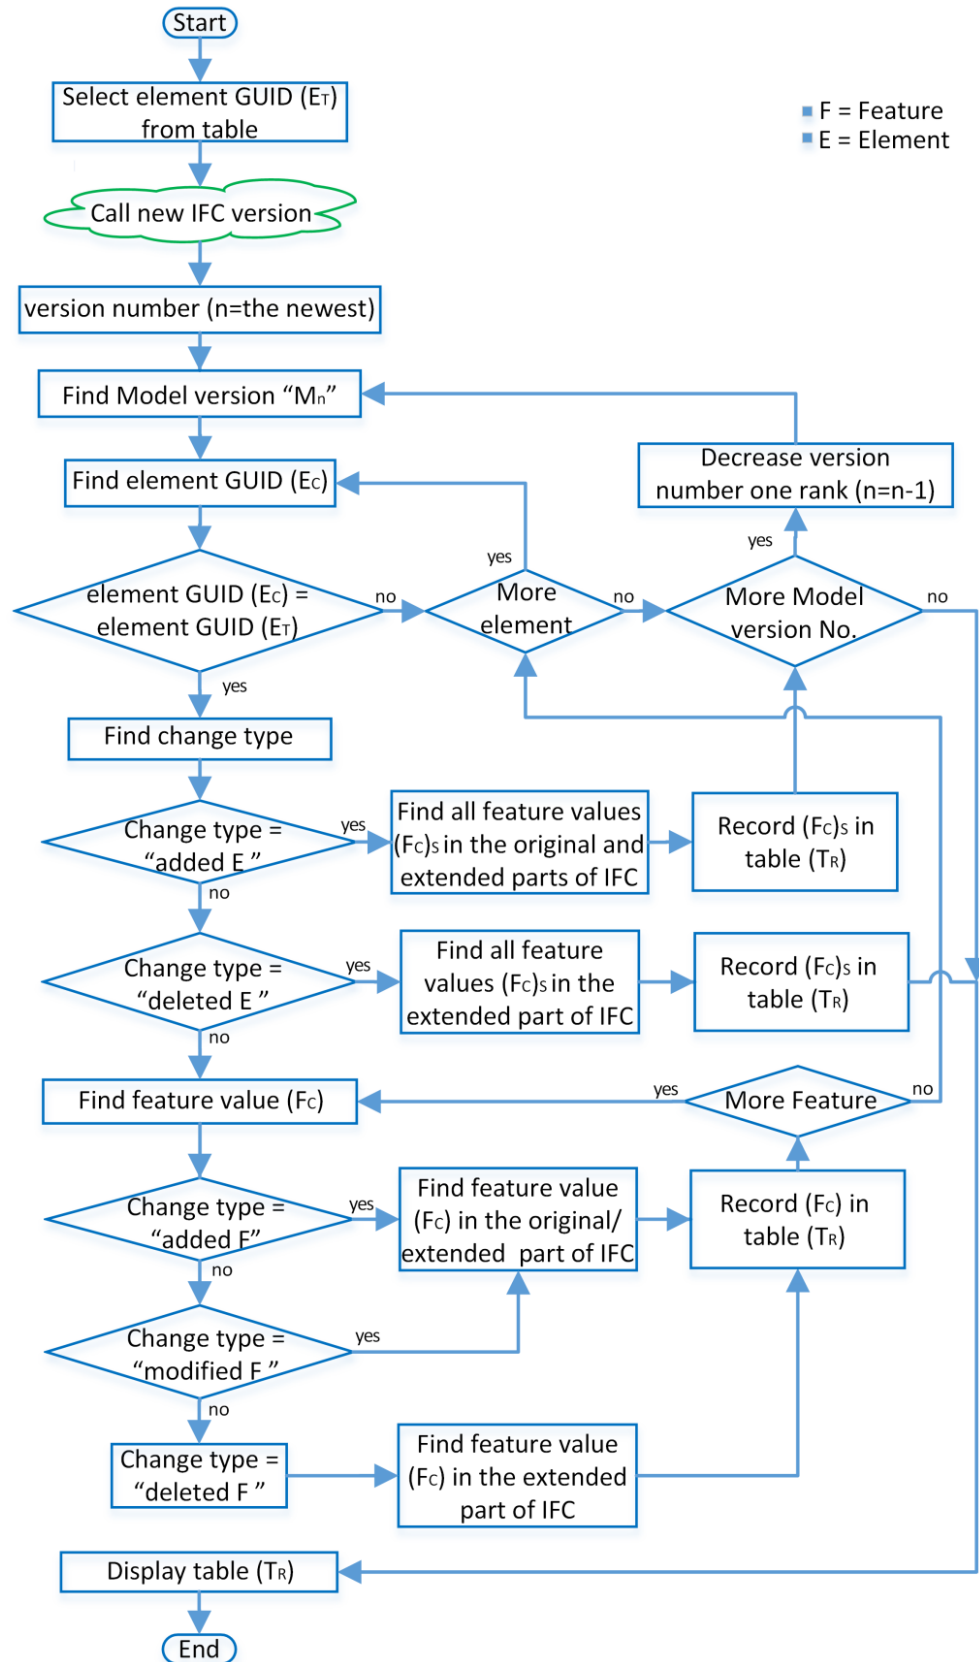 Start
Select element GUID (ET)
from table
F = Feature
E = Element
Call new IFC version
version number (n=the newest)
Find Model version “Mn”
Find element GUID (EC)
Decrease version
number one rank (n=n-1)
yes
yes
element GUID (EC) =
element GUID (ET)
no
More
element
no
More Model
version No.
no
yes
Find change type
Change type =
“added E ”
yes
Find all feature values
(FC)S in the original and
extended parts of IFC
Record (FC)S in
table (TR)
no
Change type =
“deleted E ”
yes
Find all feature
values (FC)S in the
extended part of IFC
Record (FC)S in
table (TR)
no
Find feature value (FC)
yes
More Feature
no
Change type =
“added F”
yes
Find feature value
(FC) in the original/
extended part of IFC
Record (FC) in
table (TR)
no
Change type =
“modified F ”
yes
no
Change type =
“deleted F ”
Find feature value
(FC) in the extended
part of IFC
Display table (TR)
End